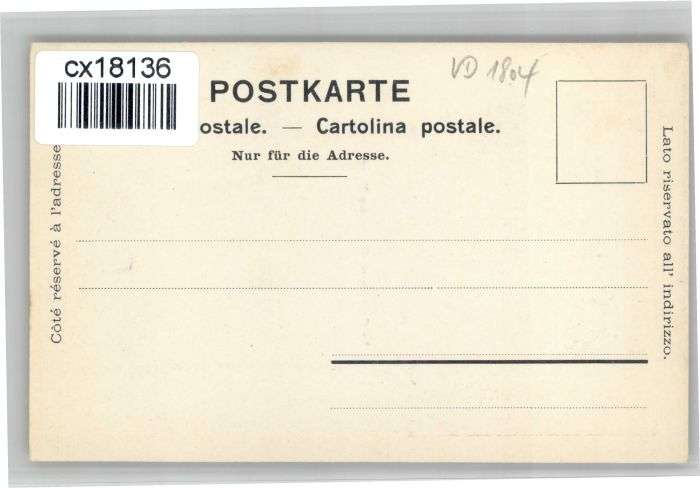 cx18136
VD 1804
POSTKARTE
ostale. — Cartolina postale.
Nur für die Adresse.
Côté réservé à l'adresse
Lato riservato all' indirizzo.